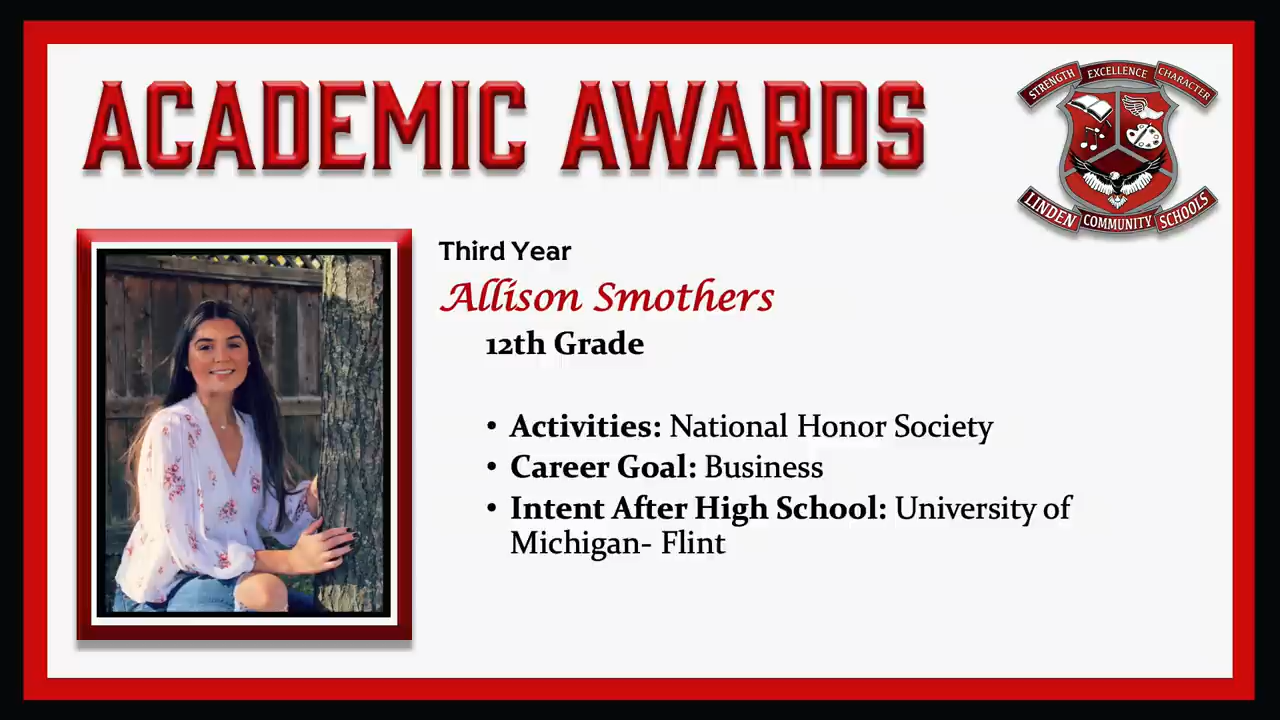 ACADEMIC AWARDS
STRENGTH EXCELLENCE CHARACTER
LINDEN COMMUNITY SCHOOLS
Third Year
Allison Smothers
12th Grade
• Activities: National Honor Society
• Career Goal: Business
• Intent After High School: University of
Michigan- Flint